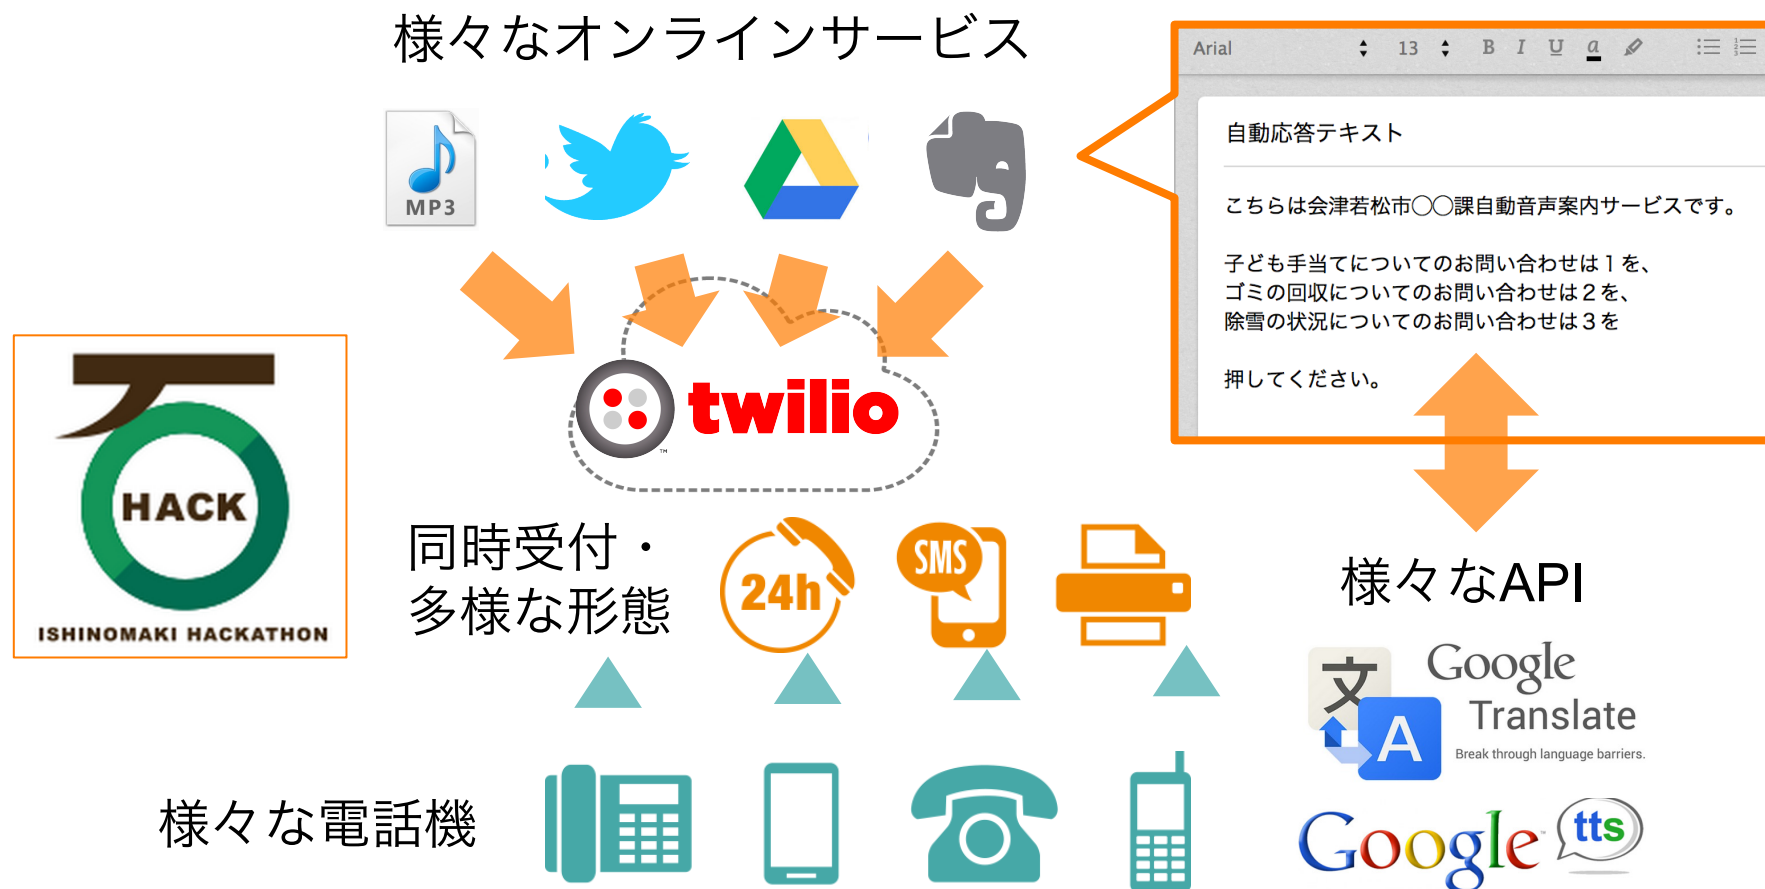 様々なオンラインサービス
MP3
twilio
TM
HACK
ISHINOMAKI HACKATHON
同時受付・
多様な形態
24h
SMS
様々な電話機
Arial
13
B I U a
自動応答テキスト
こちらは会津若松市◯◯課自動音声案内サービスです。
子ども手当てについてのお問い合わせは１を、
ゴミの回収についてのお問い合わせは２を、
除雪の状況についてのお問い合わせは３を
押してください。
様々なAPI
文
A
Google
Translate
Break through language barriers.
Google
tts